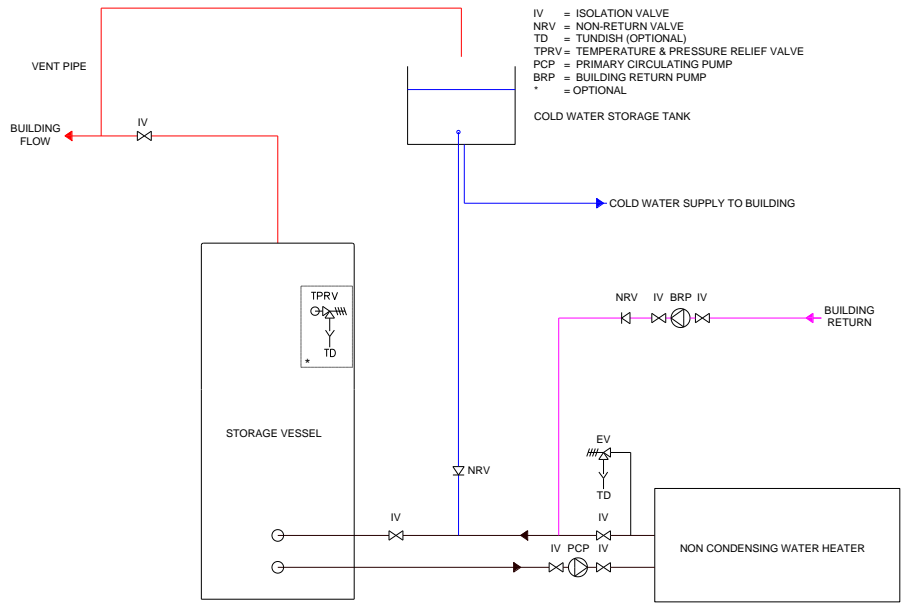 IV = ISOLATION VALVE
NRV = NON-RETURN VALVE
TD = TUNDISH (OPTIONAL)
TPRV = TEMPERATURE & PRESSURE RELIEF VALVE
PCP = PRIMARY CIRCULATING PUMP
BRP = BUILDING RETURN PUMP
* = OPTIONAL
VENT PIPE
COLD WATER STORAGE TANK
BUILDING
FLOW
IV
COLD WATER SUPPLY TO BUILDING
TPRV
TD
*
NRV IV BRP IV
BUILDING
RETURN
STORAGE VESSEL
EV
TD
NRV
IV
IV
NON CONDENSING WATER HEATER
IV PCP IV